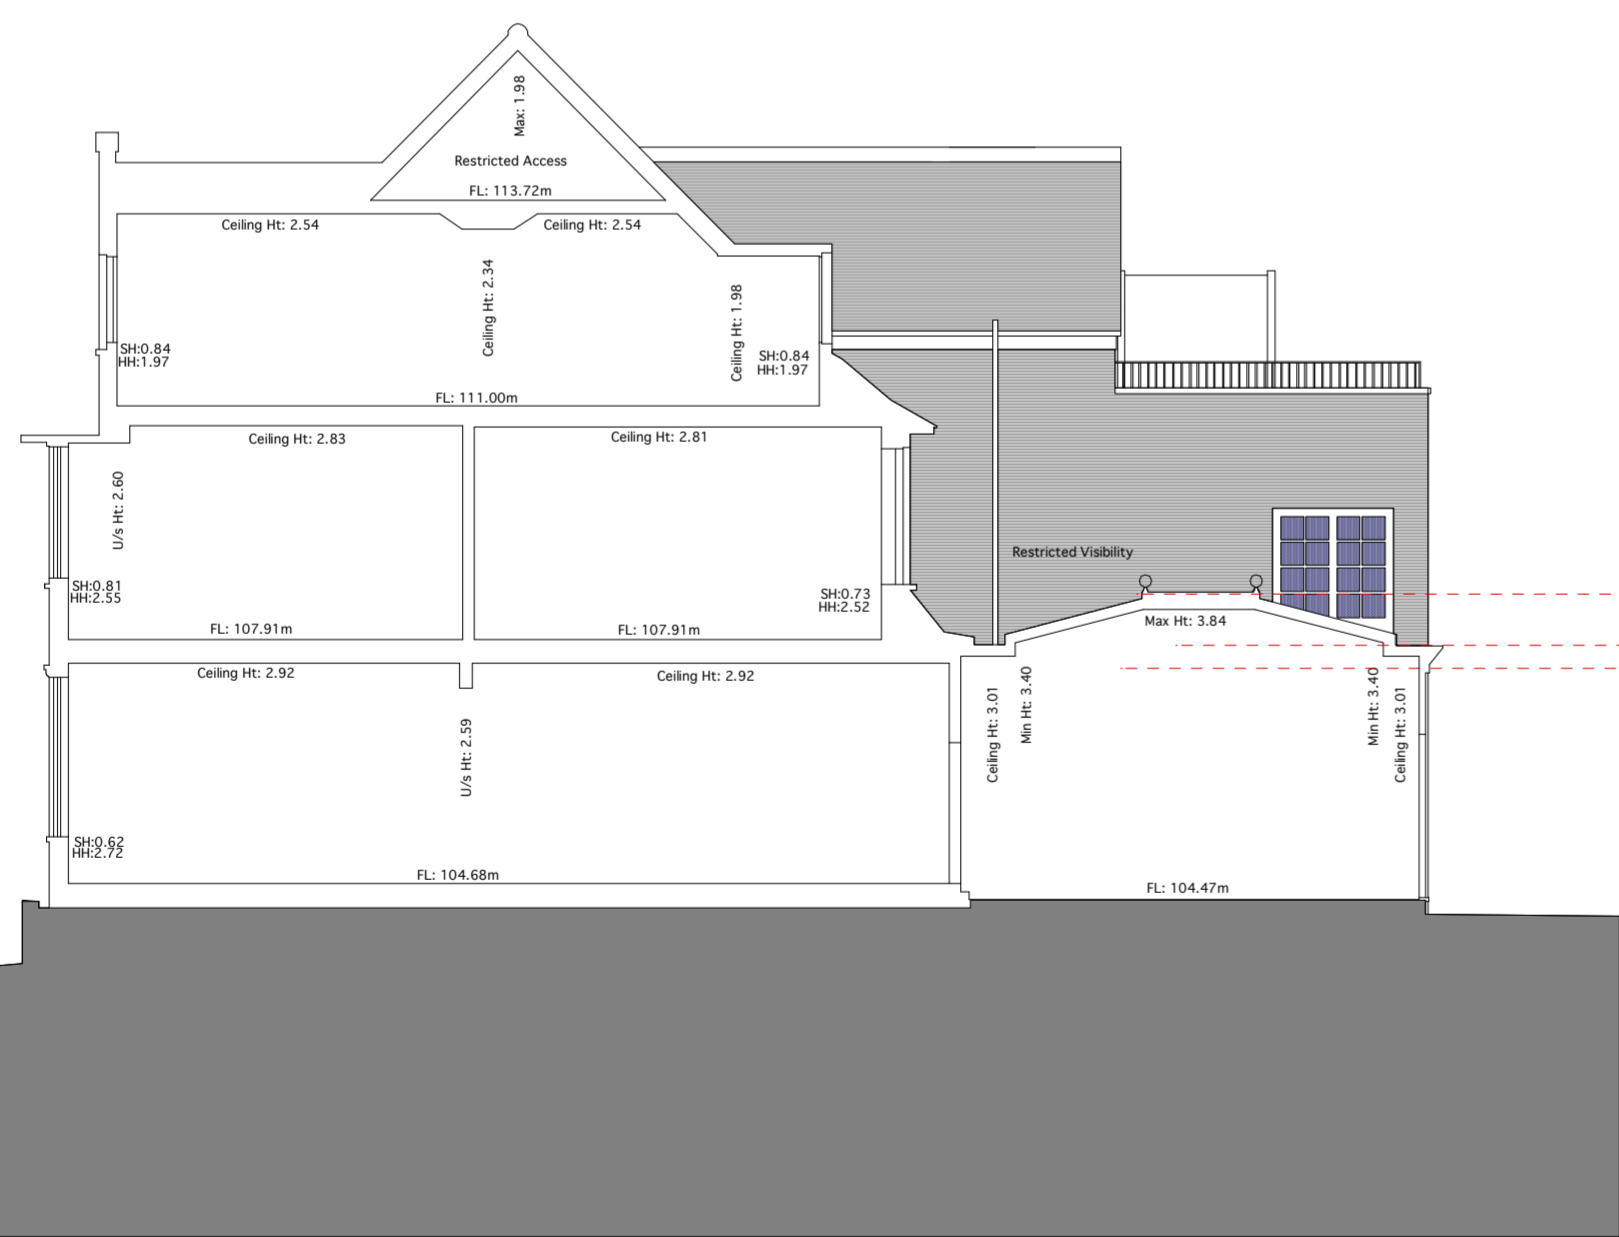 Max: 1.98
Restricted Access
FL: 113.72m
Ceiling Ht: 2.54
Ceiling Ht: 2.54
Ceiling Ht: 2.34
Ceiling Ht: 1.98
SH:0.84
HH:1.97
SH:0.84
HH:1.97
FL: 111.00m
Ceiling Ht: 2.83
Ceiling Ht: 2.81
U/s Ht: 2.60
Restricted Visibility
SH:0.81
HH:2.55
SH:0.73
HH:2.52
FL: 107.91m
FL: 107.91m
Max Ht: 3.84
Ceiling Ht: 2.92
Ceiling Ht: 2.92
U/s Ht: 2.59
Ceiling Ht: 3.01
Min Ht: 3.40
Min Ht: 3.40
Ceiling Ht: 3.01
SH:0.62
HH:2.72
FL: 104.68m
FL: 104.47m